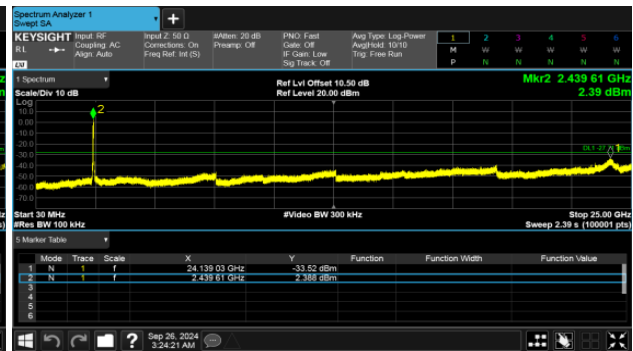 Spectrum Analyzer 1
Swept SA
+
KEYSIGHT Input: RF Input Z: 50 Ω #Atten: 20 dB PNO: Fast Avg Type: Log-Power 1 2 3 4 5 6
RL Coupling: AC Corrections: On Preamp: Off Gate: Off Avg|Hold: 10/10 M W W W W W
Align: Auto Freq Ref: Int (S) IF Gain: Low Trig: Free Run
Sig Track: Off P N N N N N
LXI
1 Spectrum Ref Lvl Offset 10.50 dB Mkr2 2.439 61 GHz
Scale/Div 10 dB Ref Level 20.00 dBm 2.39 dBm
Log
10.0
0.00
-10.0
-20.0
-30.0
-40.0
-50.0
-60.0
-70.0
2
1
Start 30 MHz #Video BW 300 kHz Stop 25.00 GHz
#Res BW 100 kHz Sweep 2.39 s (100001 pts)
5 Marker Table
Mode Trace Scale X Y Function Function Width Function Value
1 N 1 f 24.139 03 GHz -33.52 dBm
2 N 1 f 2.439 61 GHz 2.388 dBm
3
4
5
6
? Sep 26, 2024
3:24:21 AM